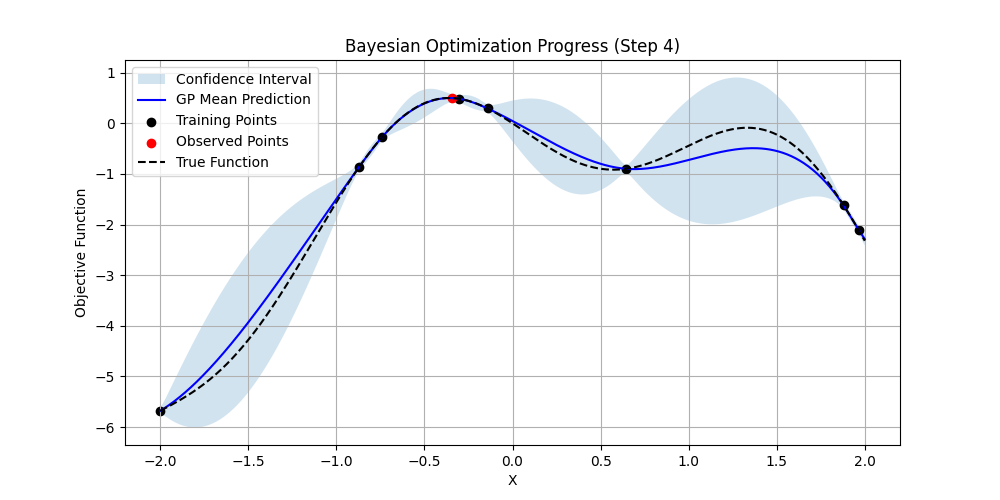 Bayesian Optimization Progress (Step 4)
Confidence Interval
GP Mean Prediction
Training Points
Observed Points
True Function
Objective Function
1
0
−1
−2
−3
−4
−5
−6
−2.0 −1.5 −1.0 −0.5 0.0 0.5 1.0 1.5 2.0
X